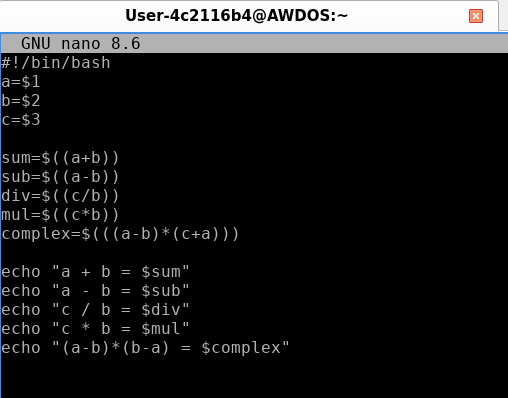 User-4c2116b4@AWDOS:~
GNU nano 8.6
#!/bin/bash
a=$1
b=$2
c=$3

sum=$((a+b))
sub=$((a-b))
div=$((c/b))
mul=$((c*b))
complex=$(((a-b)*(c+a)))

echo "a + b = $sum"
echo "a - b = $sub"
echo "c / b = $div"
echo "c * b = $mul"
echo "(a-b)*(b-a) = $complex"